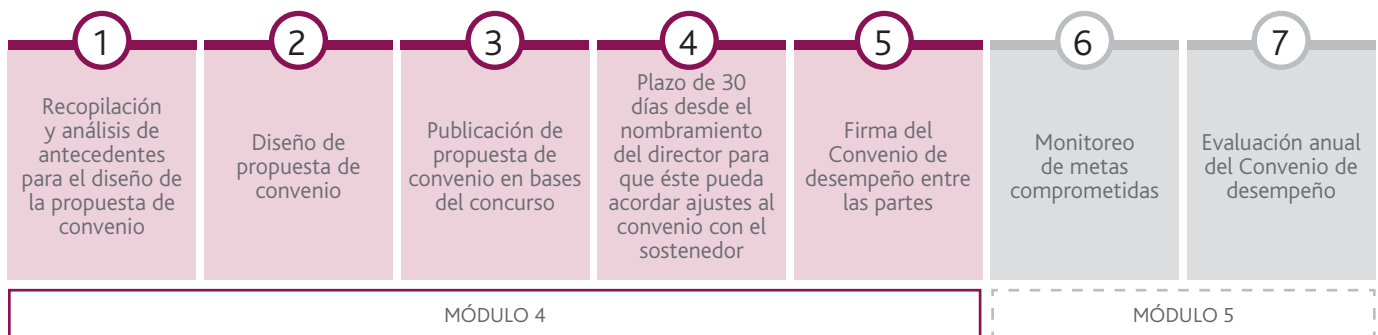 1
Recopilación
y análisis de
antecedentes
para el diseño de
la propuesta de
convenio
2
Diseño de
propuesta de
convenio
3
Publicación de
propuesta de
convenio en bases
del concurso
4
Plazo de 30
días desde el
nombramiento
del director para
que éste pueda
acordar ajustes al
convenio con el
sostenedor
5
Firma del
Convenio de
desempeño entre
las partes
6
Monitoreo
de metas
comprometidas
7
Evaluación anual
del Convenio de
desempeño
MÓDULO 4
MÓDULO 5